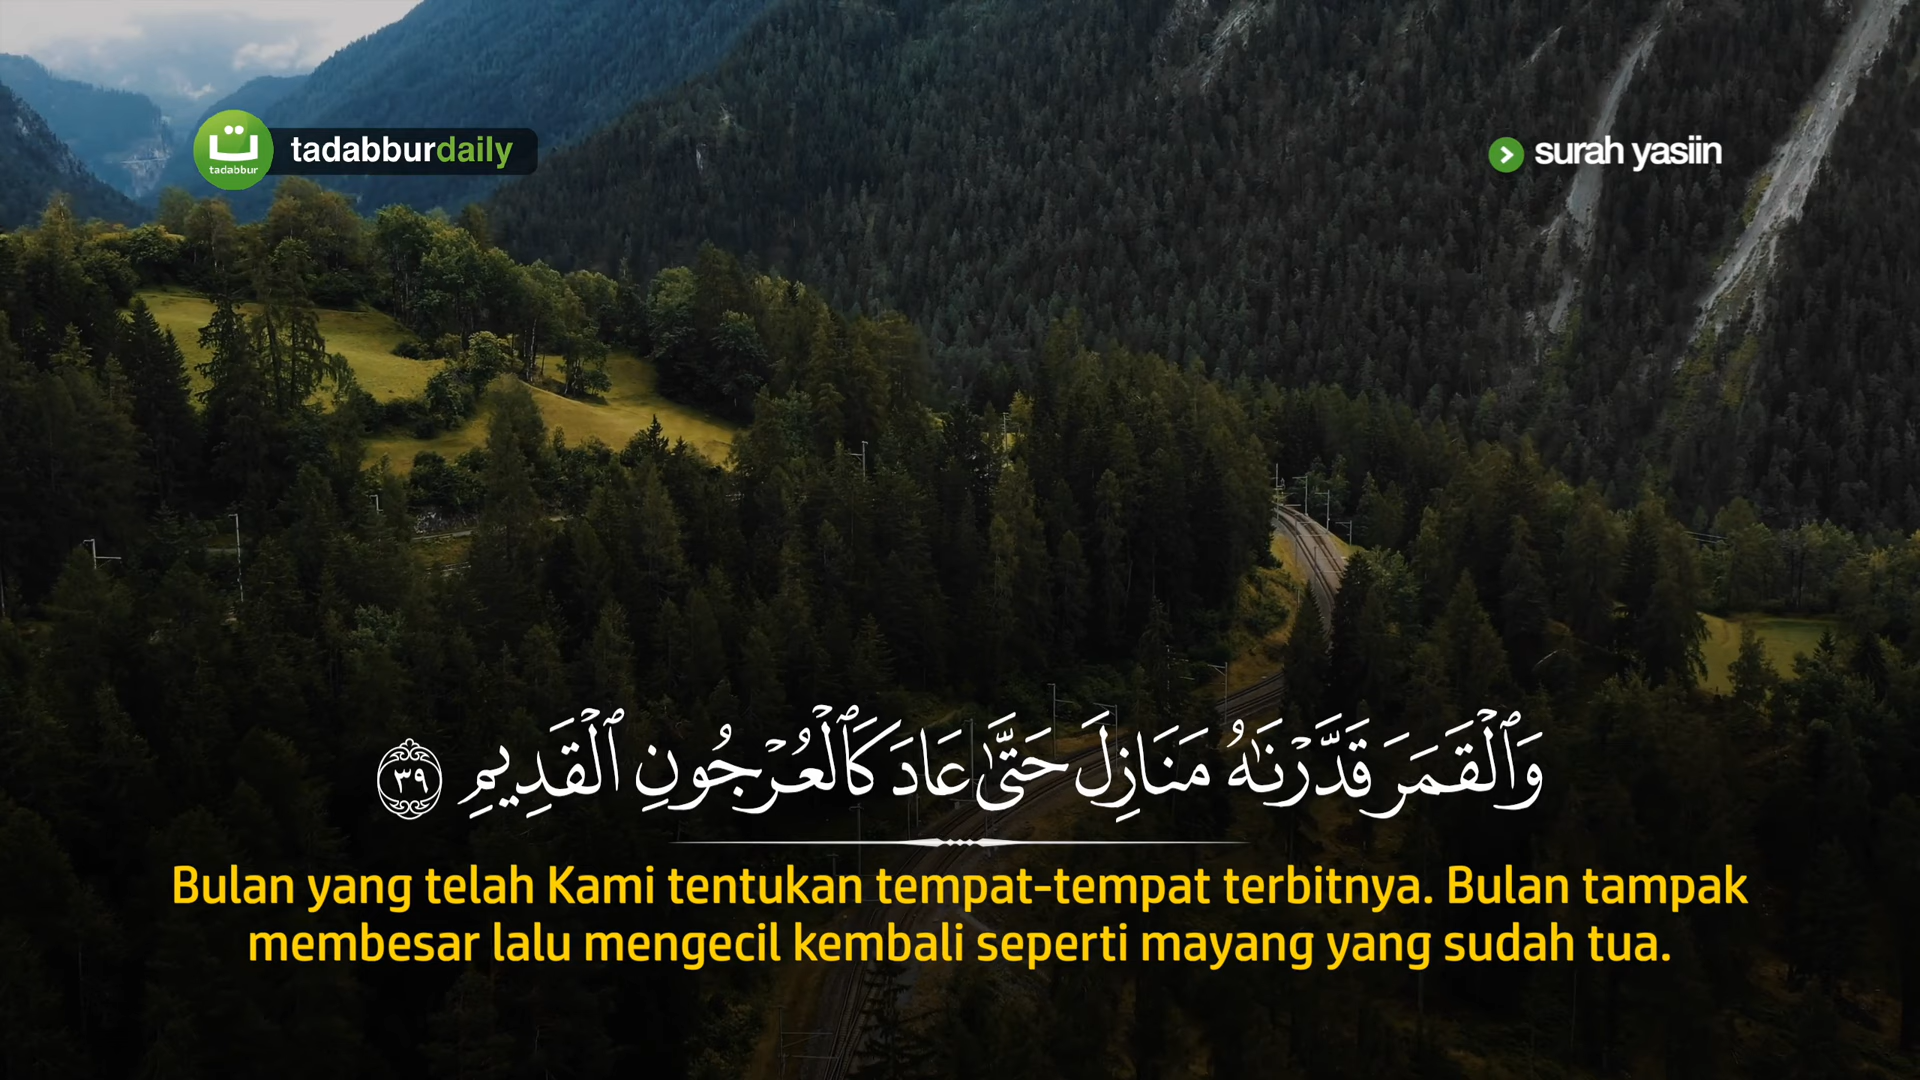 ت
tadabbur
tadabburdaily
surah yasiin
وَٱلْقَمَرَ قَدَّرْنَـٰهُ مَنَازِلَ حَتَّىٰ عَادَ كَٱلْعُرْجُونِ ٱلْقَدِيمِ ٣٩
Bulan yang telah Kami tentukan tempat-tempat terbitnya. Bulan tampak
membesar lalu mengecil kembali seperti mayang yang sudah tua.